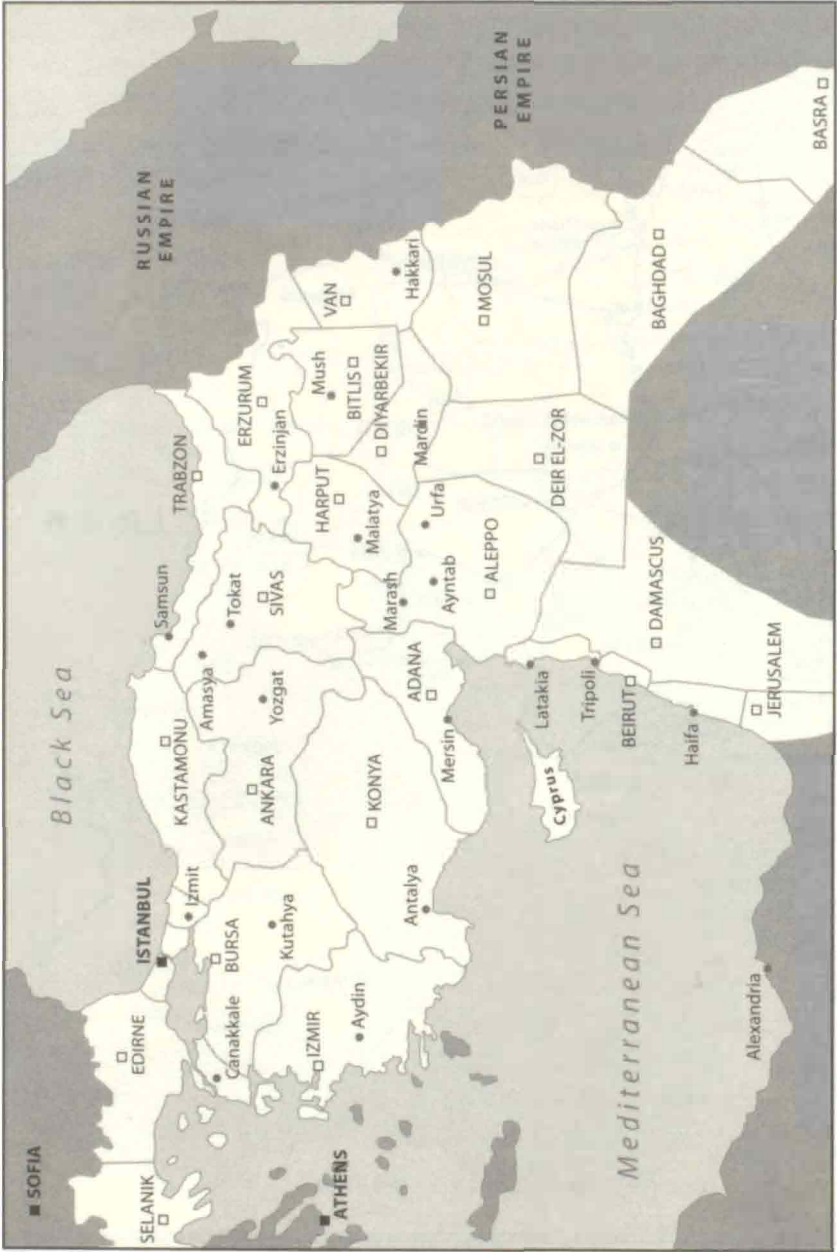 SOFIA
SELANIK
ATHENS
EDIRNE
ISTANBUL
Izmit
Canakkale
BURSA
Kutahya
IZMIR
Aydin
Antalya
Black Sea
KASTAMONU
ANKARA
KONYA
Samsun
Amasya
Tokat
Yozgat
SIVAS
ADANA
Mersin
Marash
Ayntab
ALEPPO
Urfa
TRABZON
Erzinjan
ERZURUM
HARPUT
Malatya
Mush
BITLIS
DIYARBEKIR
Mardin
VAN
Hakkari
MOSUL
DEIR EL-ZOR
RUSSIAN
EMPIRE
PERSIAN
EMPIRE
BAGHDAD
BASRA
Cyprus
Latakia
Tripoli
BEIRUT
DAMASCUS
Haifa
JERUSALEM
Mediterranean Sea
Alexandria